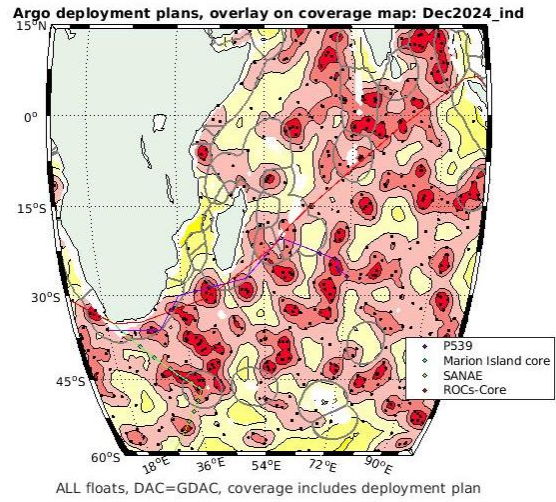 Argo deployment plans, overlay on coverage map: Dec2024_ind
15°N
0°
15°S
30°S
45°S
60°S
18°E 36°E 54°E 72°E 90°E
P539
Marion Island core
SANAE
ROCs-Core
ALL floats, DAC=GDAC, coverage includes deployment plan